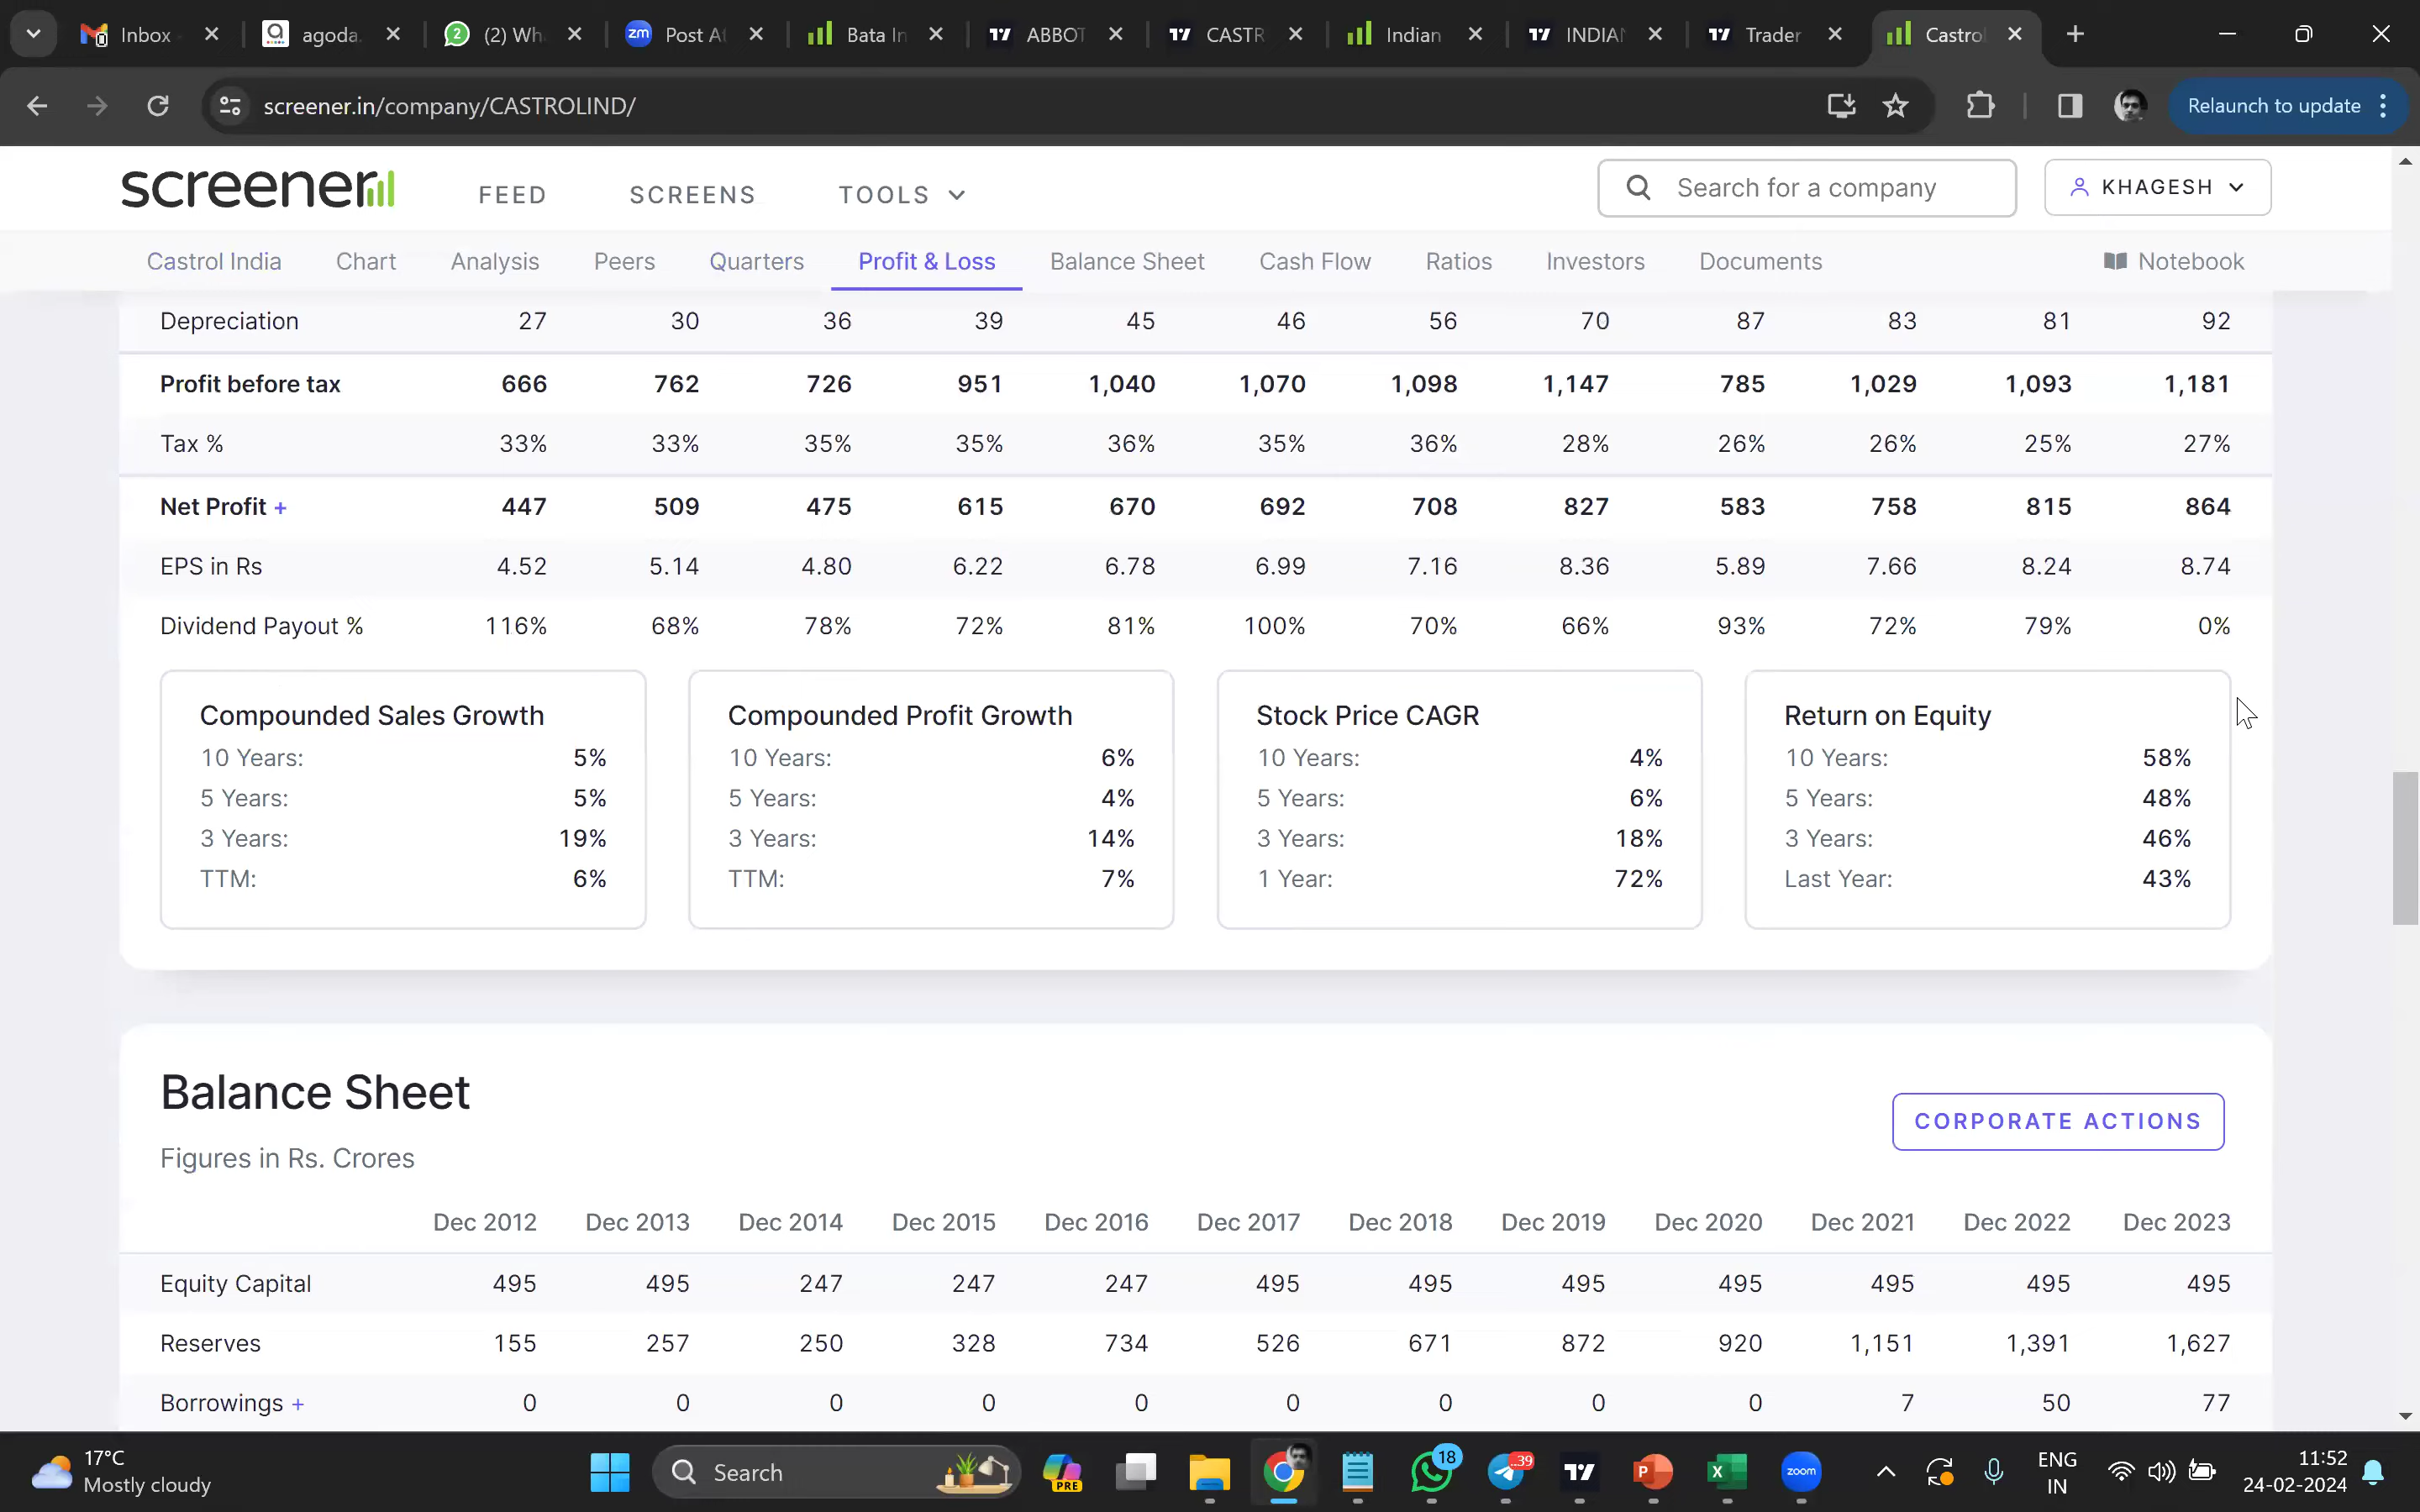 Inbox agoda. (2) Wh Post At Bata In ABBOT CASTR Indian INDIAN Trader Castrol
screener.in/company/CASTROLIND/ Relaunch to update
screener FEED SCREENS TOOLS Search for a company KHAGESH
Castrol India Chart Analysis Peers Quarters Profit & Loss Balance Sheet Cash Flow Ratios Investors Documents Notebook
Depreciation 27 30 36 39 45 46 56 70 87 83 81 92
Profit before tax 666 762 726 951 1,040 1,070 1,098 1,147 785 1,029 1,093 1,181
Tax % 33% 33% 35% 35% 36% 35% 36% 28% 26% 26% 25% 27%
Net Profit + 447 509 475 615 670 692 708 827 583 758 815 864
EPS in Rs 4.52 5.14 4.80 6.22 6.78 6.99 7.16 8.36 5.89 7.66 8.24 8.74
Dividend Payout % 116% 68% 78% 72% 81% 100% 70% 66% 93% 72% 79% 0%
Compounded Sales Growth
10 Years: 5%
5 Years: 5%
3 Years: 19%
TTM: 6%
Compounded Profit Growth
10 Years: 6%
5 Years: 4%
3 Years: 14%
TTM: 7%
Stock Price CAGR
10 Years: 4%
5 Years: 6%
3 Years: 18%
1 Year: 72%
Return on Equity
10 Years: 58%
5 Years: 48%
3 Years: 46%
Last Year: 43%
Balance Sheet
CORPORATE ACTIONS
Figures in Rs. Crores
Dec 2012 Dec 2013 Dec 2014 Dec 2015 Dec 2016 Dec 2017 Dec 2018 Dec 2019 Dec 2020 Dec 2021 Dec 2022 Dec 2023
Equity Capital 495 495 247 247 247 495 495 495 495 495 495 495
Reserves 155 257 250 328 734 526 671 872 920 1,151 1,391 1,627
Borrowings + 0 0 0 0 0 0 0 0 0 7 50 77
17°C
Mostly cloudy
Search
PRE
18
..39
zoom
ENG
IN
11:52
24-02-2024